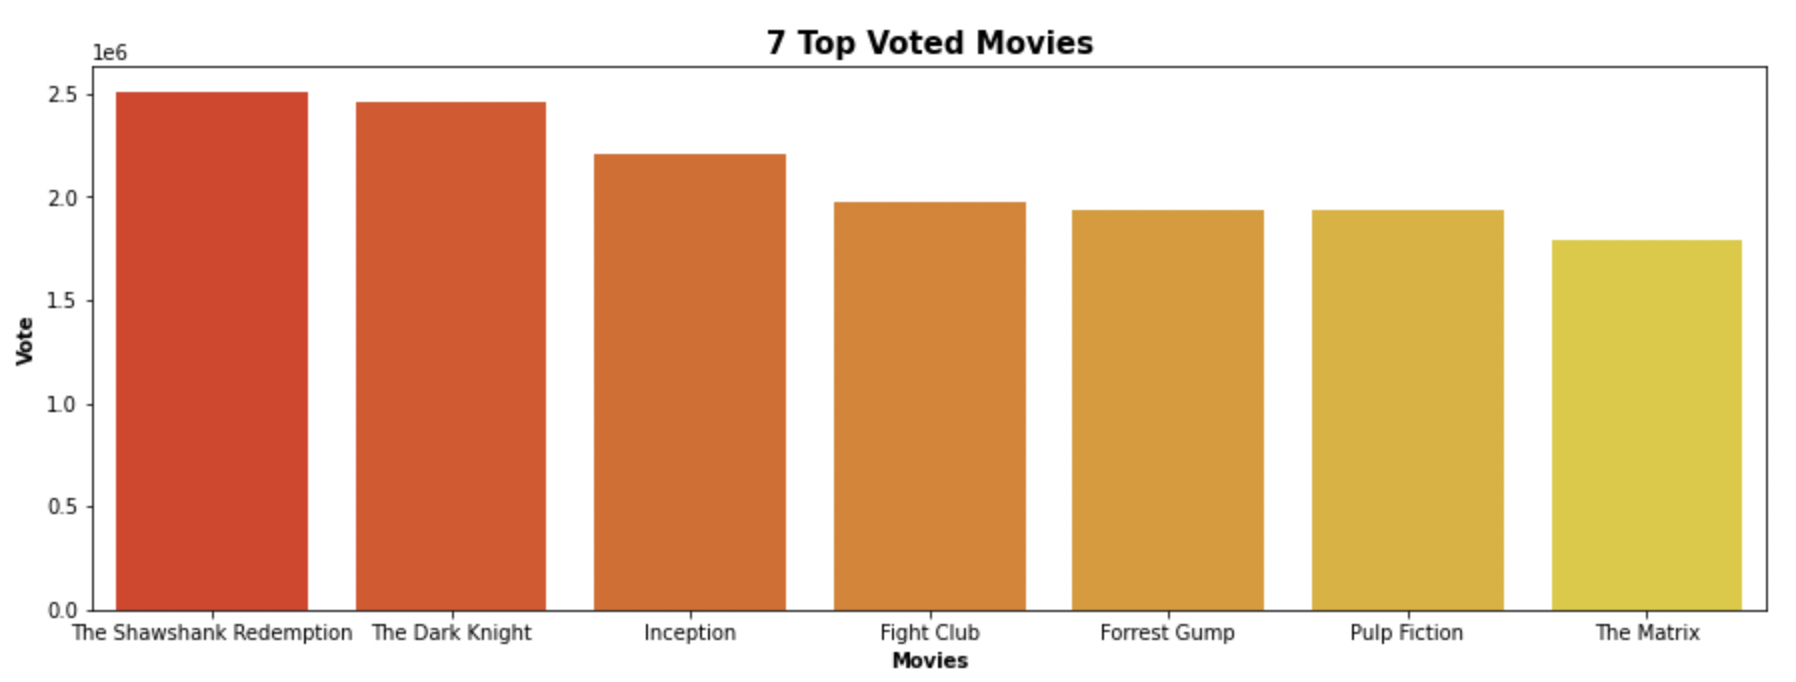 7 Top Voted Movies
1e6
2.5
2.0
1.5
1.0
0.5
0.0
Vote
The Shawshank Redemption The Dark Knight Inception Fight Club Forrest Gump Pulp Fiction The Matrix
Movies